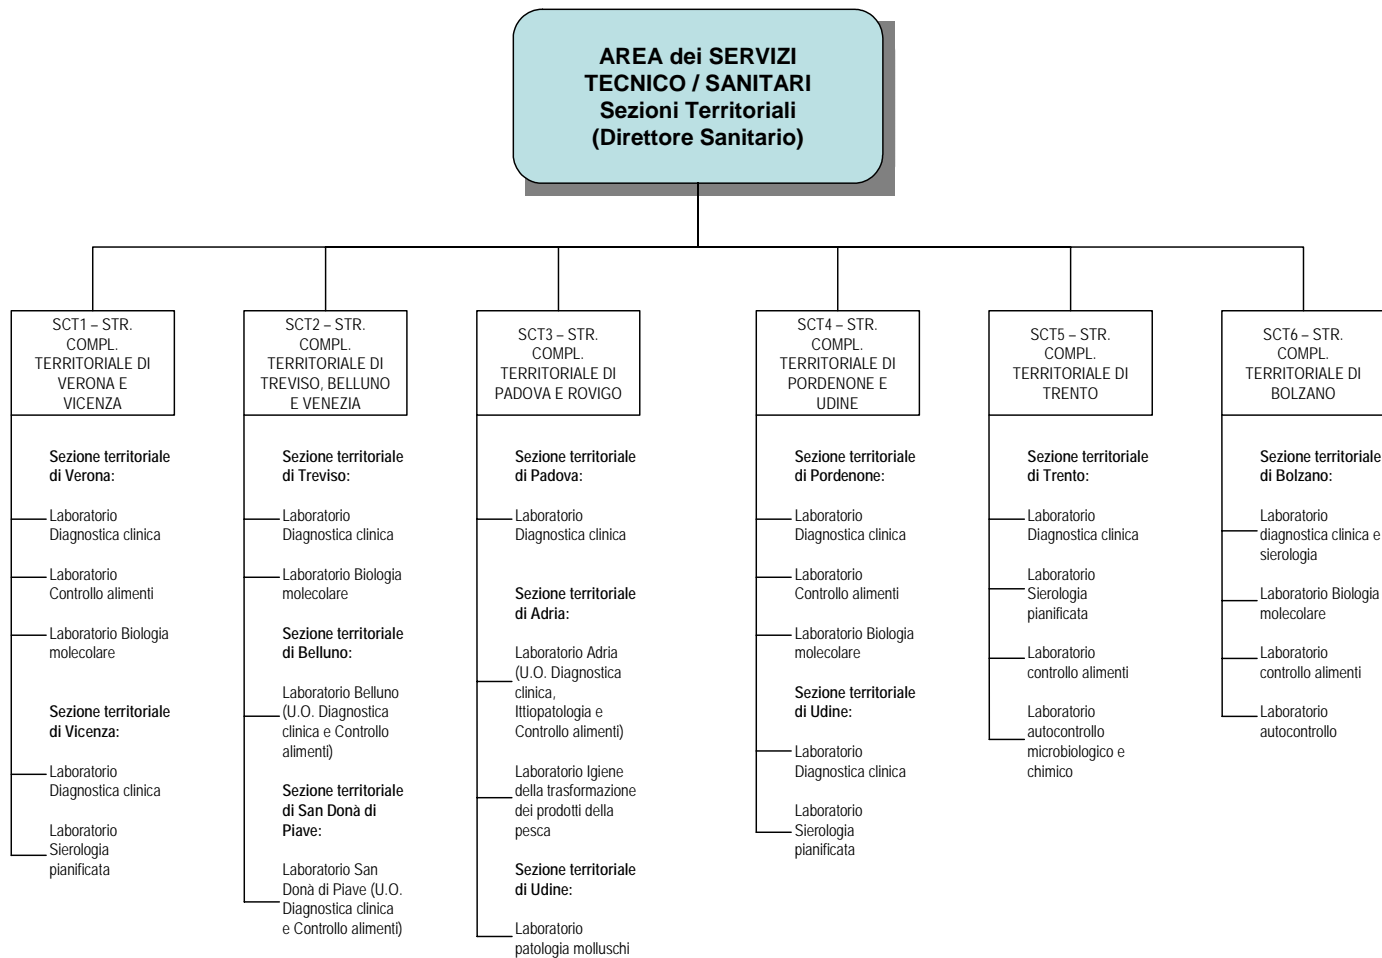 AREA dei SERVIZI
TECNICO / SANITARI
Sezioni Territoriali
(Direttore Sanitario)
SCT1 – STR.
COMPL.
TERRITORIALE DI
VERONA E
VICENZA
Sezione territoriale
di Verona:
Laboratorio
Diagnostica clinica
Laboratorio
Controllo alimenti
Laboratorio Biologia
molecolare
Sezione territoriale
di Vicenza:
Laboratorio
Diagnostica clinica
Laboratorio
Sierologia
pianificata
SCT2 – STR.
COMPL.
TERRITORIALE DI
TREVISO, BELLUNO
E VENEZIA
Sezione territoriale
di Treviso:
Laboratorio
Diagnostica clinica
Laboratorio Biologia
molecolare
Sezione territoriale
di Belluno:
Laboratorio Belluno
(U.O. Diagnostica
clinica e Controllo
alimenti)
Sezione territoriale
di San Donà di
Piave:
Laboratorio San
Donà di Piave (U.O.
Diagnostica clinica
e Controllo alimenti)
SCT3 – STR.
COMPL.
TERRITORIALE DI
PADOVA E ROVIGO
Sezione territoriale
di Padova:
Laboratorio
Diagnostica clinica
Sezione territoriale
di Adria:
Laboratorio Adria
(U.O. Diagnostica
clinica,
Ittiopatologia e
Controllo alimenti)
Laboratorio Igiene
della trasformazione
dei prodotti della
pesca
Sezione territoriale
di Udine:
Laboratorio
patologia molluschi
SCT4 – STR.
COMPL.
TERRITORIALE DI
PORDENONE E
UDINE
Sezione territoriale
di Pordenone:
Laboratorio
Diagnostica clinica
Laboratorio
Controllo alimenti
Laboratorio Biologia
molecolare
Sezione territoriale
di Udine:
Laboratorio
Diagnostica clinica
Laboratorio
Sierologia
pianificata
SCT5 – STR.
COMPL.
TERRITORIALE DI
TRENTO
Sezione territoriale
di Trento:
Laboratorio
Diagnostica clinica
Laboratorio
Sierologia
pianificata
Laboratorio
controllo alimenti
Laboratorio
autocontrollo
microbiologico e
chimico
SCT6 – STR.
COMPL.
TERRITORIALE DI
BOLZANO
Sezione territoriale
di Bolzano:
Laboratorio
diagnostica clinica e
sierologia
Laboratorio Biologia
molecolare
Laboratorio
controllo alimenti
Laboratorio
autocontrollo